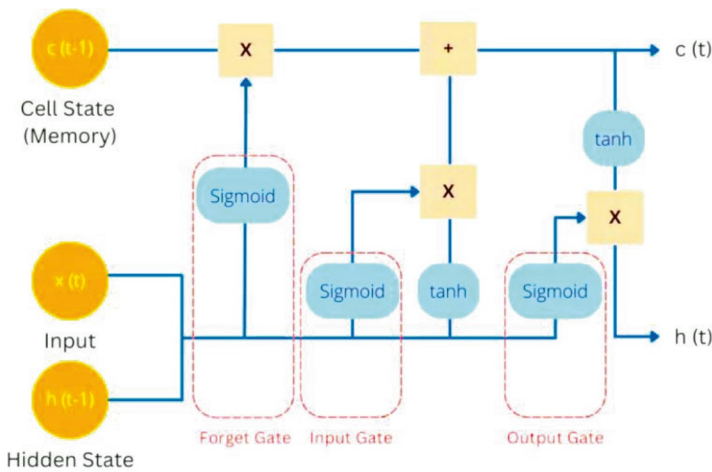 c (t-1)
X
+
c (t)
Cell State
(Memory)
tanh
Sigmoid
X
X
x (t)
Sigmoid
tanh
Sigmoid
Input
h (t)
h (t-1)
Hidden State
Forget Gate
Input Gate
Output Gate